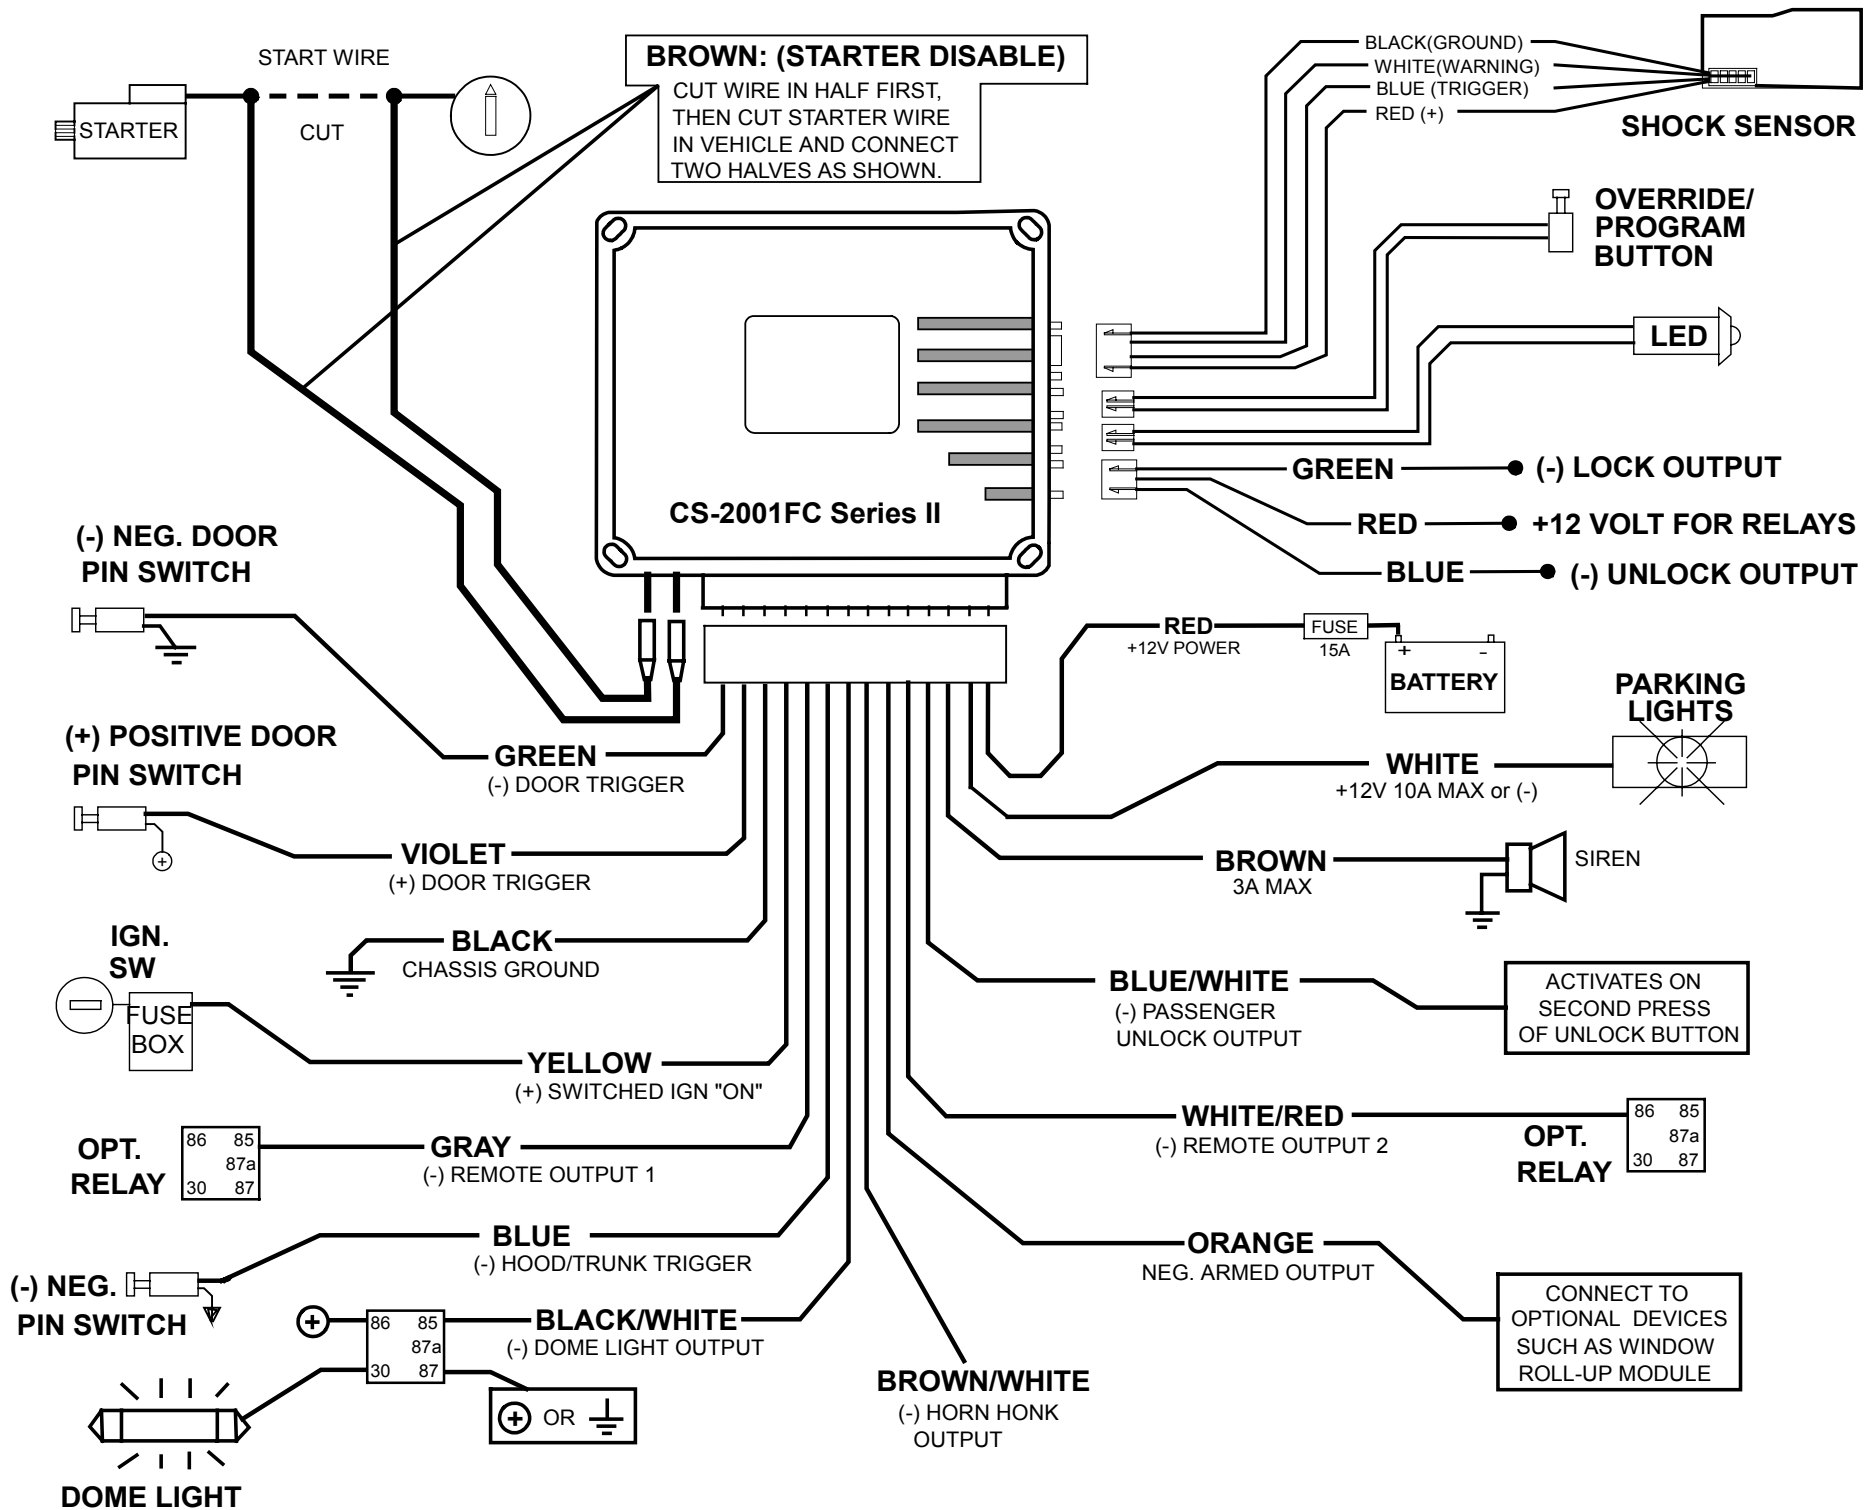 START WIRE
CUT
STARTER
BROWN: (STARTER DISABLE)
CUT WIRE IN HALF FIRST,
THEN CUT STARTER WIRE
IN VEHICLE AND CONNECT
TWO HALVES AS SHOWN.
BLACK(GROUND)
WHITE(WARNING)
BLUE (TRIGGER)
RED (+)
SHOCK SENSOR
OVERRIDE/
PROGRAM
BUTTON
LED
GREEN
(-) LOCK OUTPUT
RED
+12 VOLT FOR RELAYS
BLUE
(-) UNLOCK OUTPUT
CS-2001FC Series II
(-) NEG. DOOR
PIN SWITCH
GREEN
(-) DOOR TRIGGER
(+) POSITIVE DOOR
PIN SWITCH
+
VIOLET
(+) DOOR TRIGGER
BLACK
CHASSIS GROUND
IGN.
SW
FUSE
BOX
YELLOW
(+) SWITCHED IGN "ON"
OPT.
RELAY
86 85
87a
30 87
GRAY
(-) REMOTE OUTPUT 1
BLUE
(-) HOOD/TRUNK TRIGGER
(-) NEG.
PIN SWITCH
+
86 85
87a
30 87
BLACK/WHITE
(-) DOME LIGHT OUTPUT
+ OR
DOME LIGHT
RED
+12V POWER
FUSE
15A
+ -
BATTERY
PARKING
LIGHTS
WHITE
+12V 10A MAX or (-)
BROWN
3A MAX
SIREN
BLUE/WHITE
(-) PASSENGER
UNLOCK OUTPUT
ACTIVATES ON
SECOND PRESS
OF UNLOCK BUTTON
WHITE/RED
(-) REMOTE OUTPUT 2
OPT.
RELAY
86 85
87a
30 87
ORANGE
NEG. ARMED OUTPUT
CONNECT TO
OPTIONAL DEVICES
SUCH AS WINDOW
ROLL-UP MODULE
BROWN/WHITE
(-) HORN HONK
OUTPUT